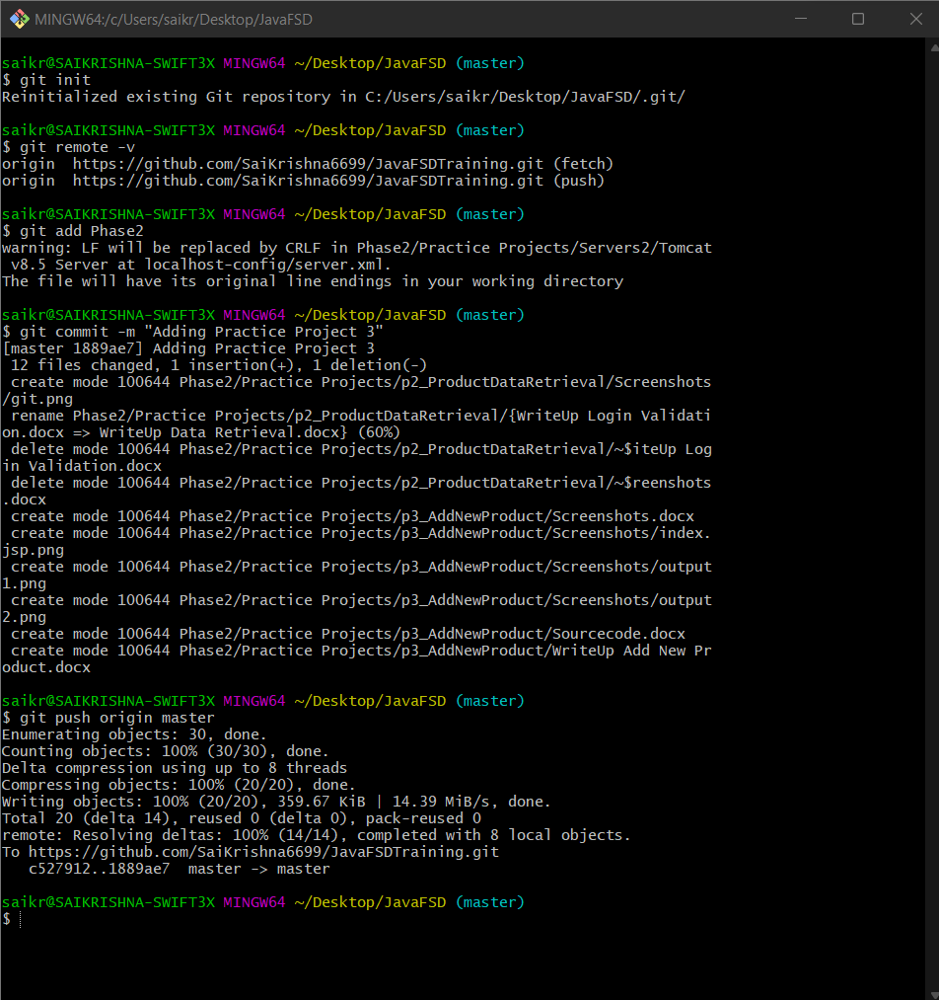 MINGW64:/c/Users/saikr/Desktop/JavaFSD
saikr@SAIKRISHNA-SWIFT3X MINGW64 ~/Desktop/JavaFSD (master)
$ git init
Reinitialized existing Git repository in C:/Users/saikr/Desktop/JavaFSD/.git/
saikr@SAIKRISHNA-SWIFT3X MINGW64 ~/Desktop/JavaFSD (master)
$ git remote -v
origin  https://github.com/SaiKrishna6699/JavaFSDTraining.git (fetch)
origin  https://github.com/SaiKrishna6699/JavaFSDTraining.git (push)
saikr@SAIKRISHNA-SWIFT3X MINGW64 ~/Desktop/JavaFSD (master)
$ git add Phase2
warning: LF will be replaced by CRLF in Phase2/Practice Projects/Servers2/Tomcat
 v8.5 Server at localhost-config/server.xml.
The file will have its original line endings in your working directory
saikr@SAIKRISHNA-SWIFT3X MINGW64 ~/Desktop/JavaFSD (master)
$ git commit -m "Adding Practice Project 3"
[master 1889ae7] Adding Practice Project 3
 12 files changed, 1 insertion(+), 1 deletion(-)
 create mode 100644 Phase2/Practice Projects/p2_ProductDataRetrieval/Screenshots
/git.png
 rename Phase2/Practice Projects/p2_ProductDataRetrieval/{WriteUp Login Validati
on.docx => WriteUp Data Retrieval.docx} (60%)
 delete mode 100644 Phase2/Practice Projects/p2_ProductDataRetrieval/~$iteUp Log
in Validation.docx
 delete mode 100644 Phase2/Practice Projects/p2_ProductDataRetrieval/~$reenshots
.docx
 create mode 100644 Phase2/Practice Projects/p3_AddNewProduct/Screenshots.docx
 create mode 100644 Phase2/Practice Projects/p3_AddNewProduct/Screenshots/index.
jsp.png
 create mode 100644 Phase2/Practice Projects/p3_AddNewProduct/Screenshots/output
1.png
 create mode 100644 Phase2/Practice Projects/p3_AddNewProduct/Screenshots/output
2.png
 create mode 100644 Phase2/Practice Projects/p3_AddNewProduct/Sourcecode.docx
 create mode 100644 Phase2/Practice Projects/p3_AddNewProduct/WriteUp Add New Pr
oduct.docx
saikr@SAIKRISHNA-SWIFT3X MINGW64 ~/Desktop/JavaFSD (master)
$ git push origin master
Enumerating objects: 30, done.
Counting objects: 100% (30/30), done.
Delta compression using up to 8 threads
Compressing objects: 100% (20/20), done.
Writing objects: 100% (20/20), 359.67 KiB | 14.39 MiB/s, done.
Total 20 (delta 14), reused 0 (delta 0), pack-reused 0
remote: Resolving deltas: 100% (14/14), completed with 8 local objects.
To https://github.com/SaiKrishna6699/JavaFSDTraining.git
   c527912..1889ae7  master -> master
saikr@SAIKRISHNA-SWIFT3X MINGW64 ~/Desktop/JavaFSD (master)
$